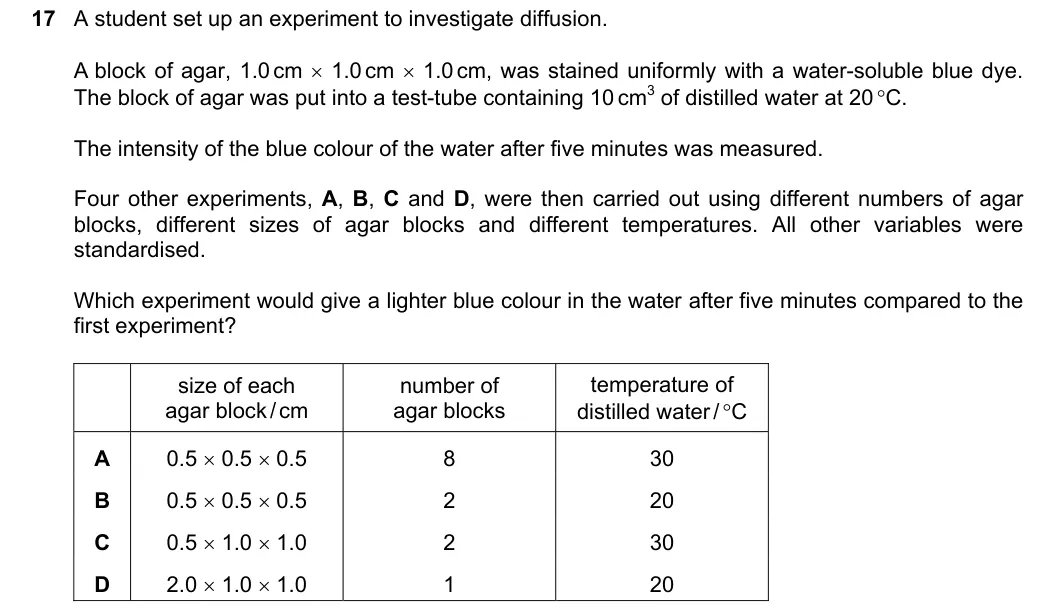 17 A student set up an experiment to investigate diffusion.
A block of agar, 1.0 cm × 1.0 cm × 1.0 cm, was stained uniformly with a water-soluble blue dye.
The block of agar was put into a test-tube containing 10 cm³ of distilled water at 20 °C.
The intensity of the blue colour of the water after five minutes was measured.
Four other experiments, A, B, C and D, were then carried out using different numbers of agar
blocks, different sizes of agar blocks and different temperatures. All other variables were
standardised.
Which experiment would give a lighter blue colour in the water after five minutes compared to the
first experiment?
size of each number of temperature of
agar block / cm agar blocks distilled water / °C
A 0.5 × 0.5 × 0.5 8 30
B 0.5 × 0.5 × 0.5 2 20
C 0.5 × 1.0 × 1.0 2 30
D 2.0 × 1.0 × 1.0 1 20